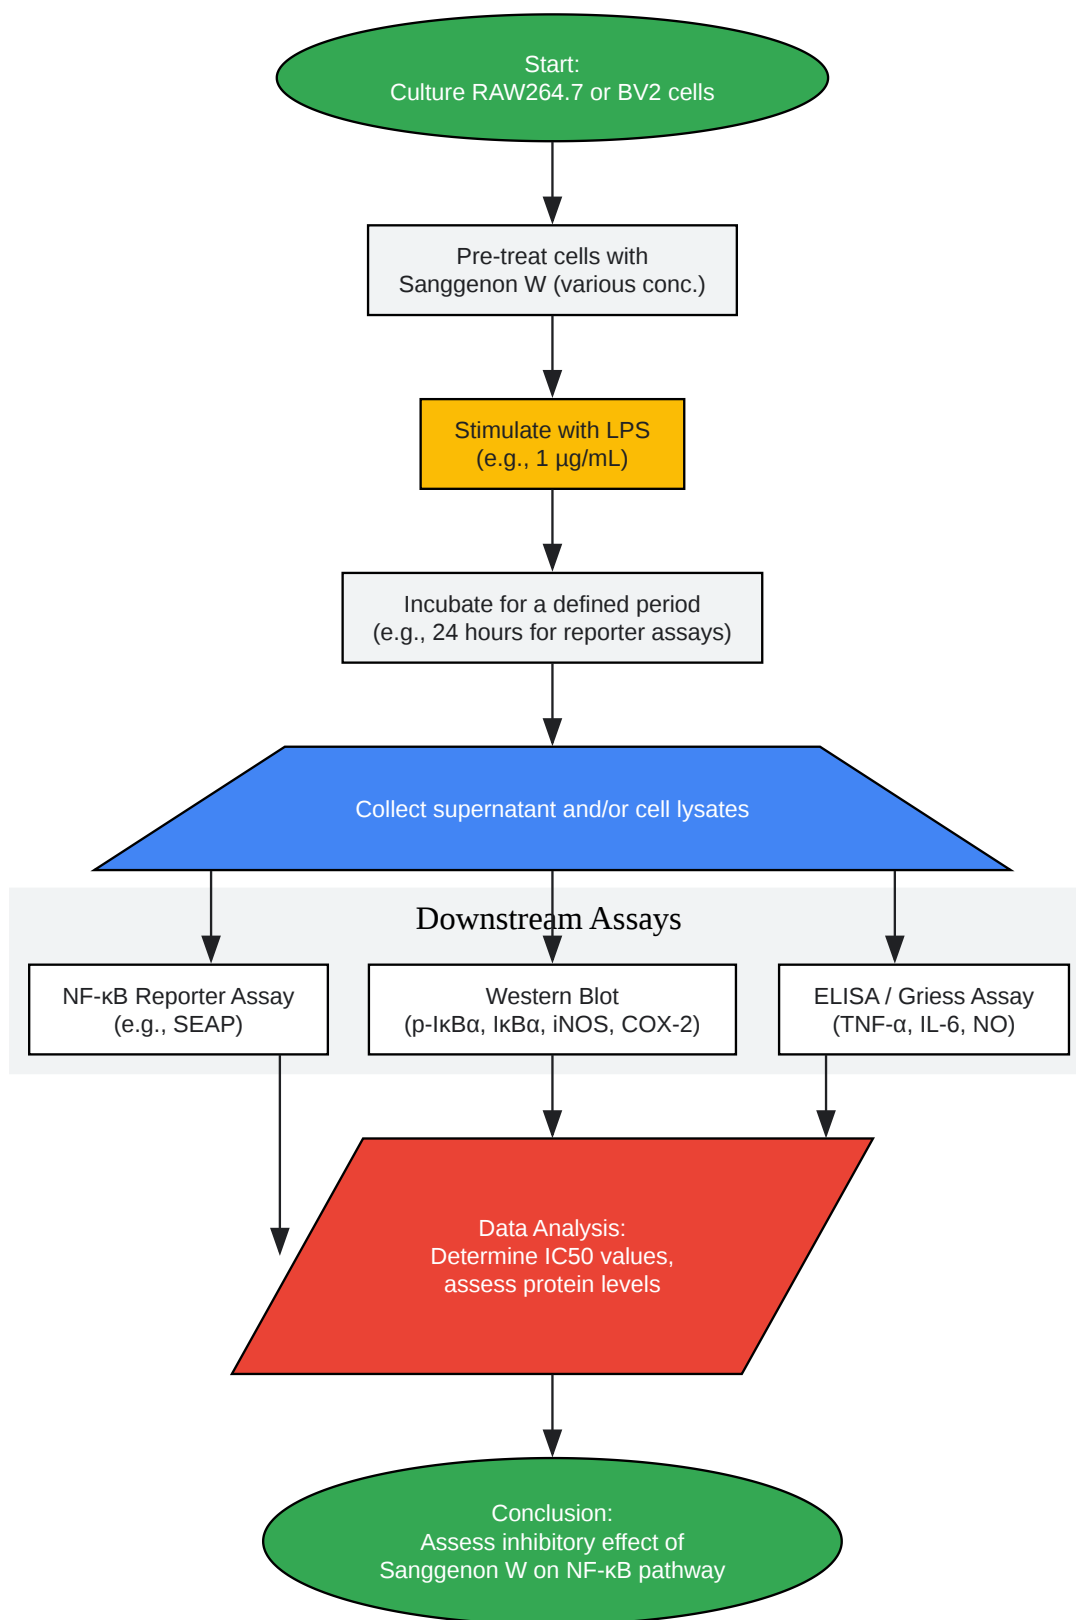 Start:
Culture RAW264.7 or BV2 cells
Pre-treat cells with
Sanggenon W (various conc.)
Stimulate with LPS
(e.g., 1 µg/mL)
Incubate for a defined period
(e.g., 24 hours for reporter assays)
Collect supernatant and/or cell lysates
Downstream Assays
NF-κB Reporter Assay
(e.g., SEAP)
Western Blot
(p-IκBα, IκBα, iNOS, COX-2)
ELISA / Griess Assay
(TNF-α, IL-6, NO)
Data Analysis:
Determine IC50 values,
assess protein levels
Conclusion:
Assess inhibitory effect of
Sanggenon W on NF-κB pathway